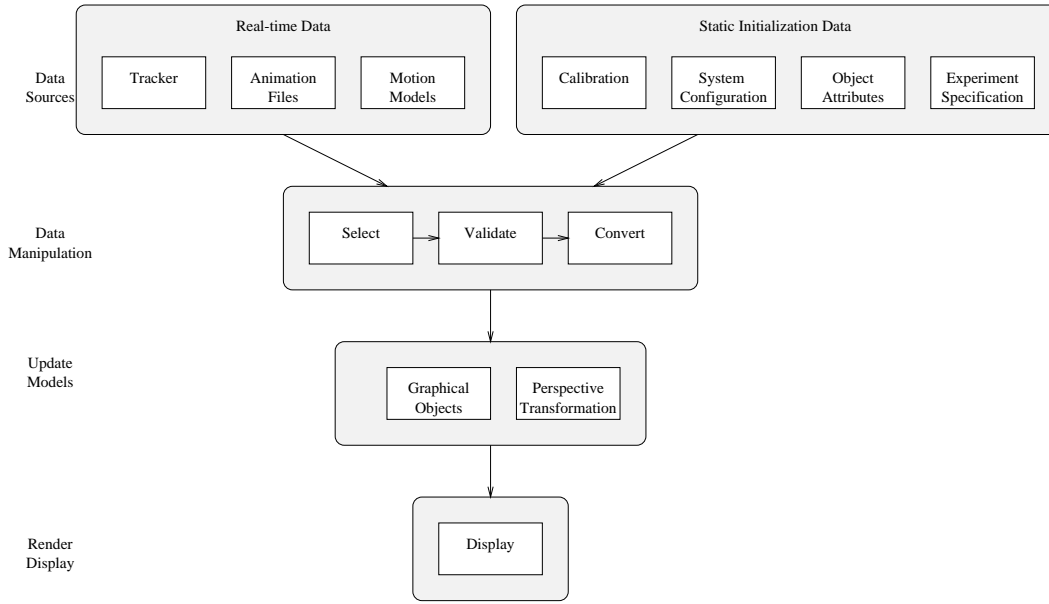 Real-time Data
Static Initialization Data
Data
Sources
Tracker
Animation
Files
Motion
Models
Calibration
System
Configuration
Object
Attributes
Experiment
Specification
Data
Manipulation
Select
Validate
Convert
Update
Models
Graphical
Objects
Perspective
Transformation
Render
Display
Display